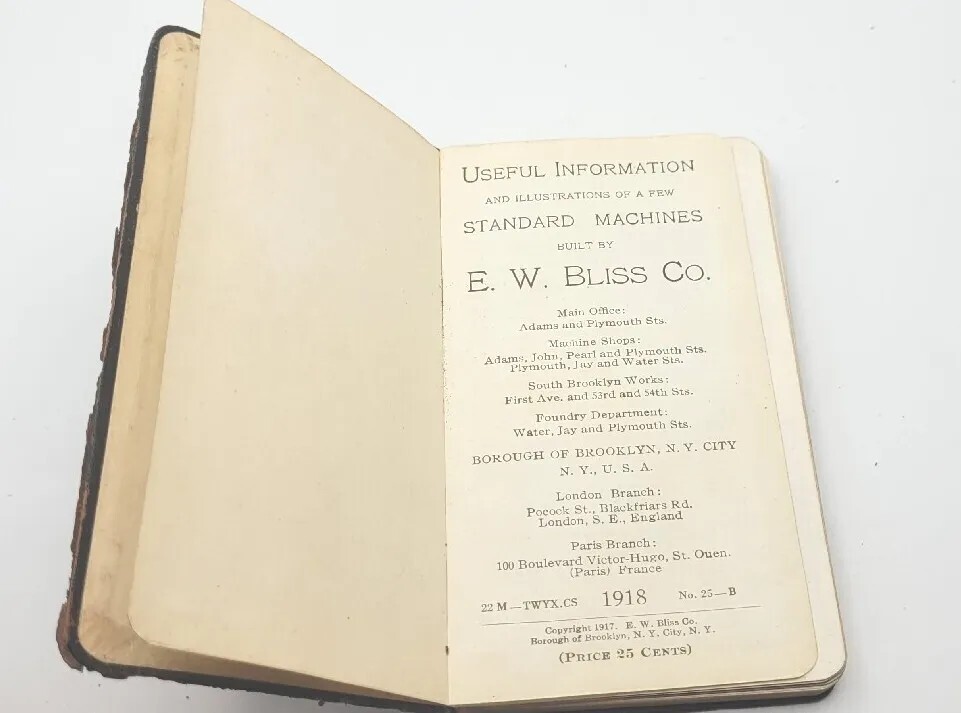 USEFUL INFORMATION
AND ILLUSTRATIONS OF A FEW
STANDARD MACHINES
BUILT BY
E. W. BLISS CO.
Main Office:
Adams and Plymouth Sts.
Machine Shops:
Adams, John, Pearl and Plymouth Sts.
Plymouth, Jay and Water Sts.
South Brooklyn Works:
First Ave. and 53rd and 54th Sts.
Foundry Department:
Water, Jay and Plymouth Sts.
BOROUGH OF BROOKLYN, N. Y. CITY
N. Y., U. S. A.
London Branch:
Pocock St., Blackfriars Rd.
London, S. E., England
Paris Branch:
100 Boulevard Victor-Hugo, St. Ouen.
(Paris) France
22 M—TWYX.CS 1918 No. 25—B
Copyright 1917. E. W. Bliss Co.
Borough of Brooklyn, N. Y. City, N. Y.
(PRICE 25 CENTS)